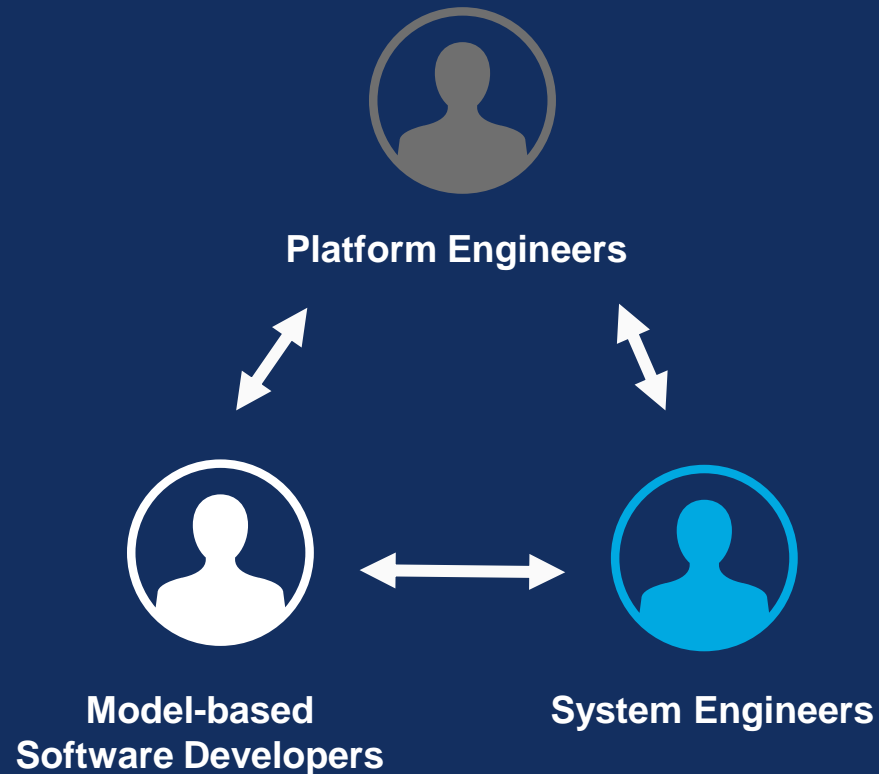 Platform Engineers
Model-based
Software Developers
System Engineers